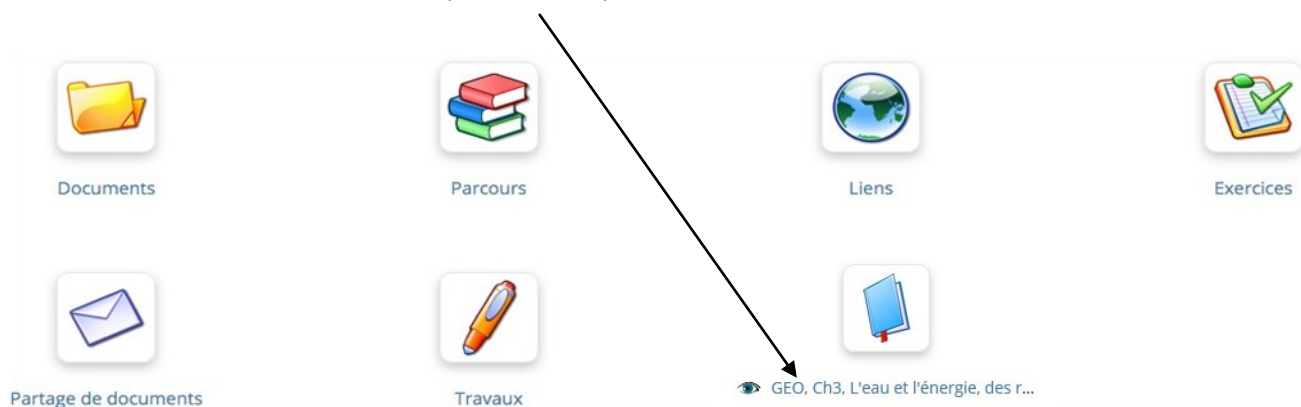 Documents
Parcours
Liens
Exercices
Partage de documents
Travaux
GEO, Ch3, L'eau et l'énergie, des r...